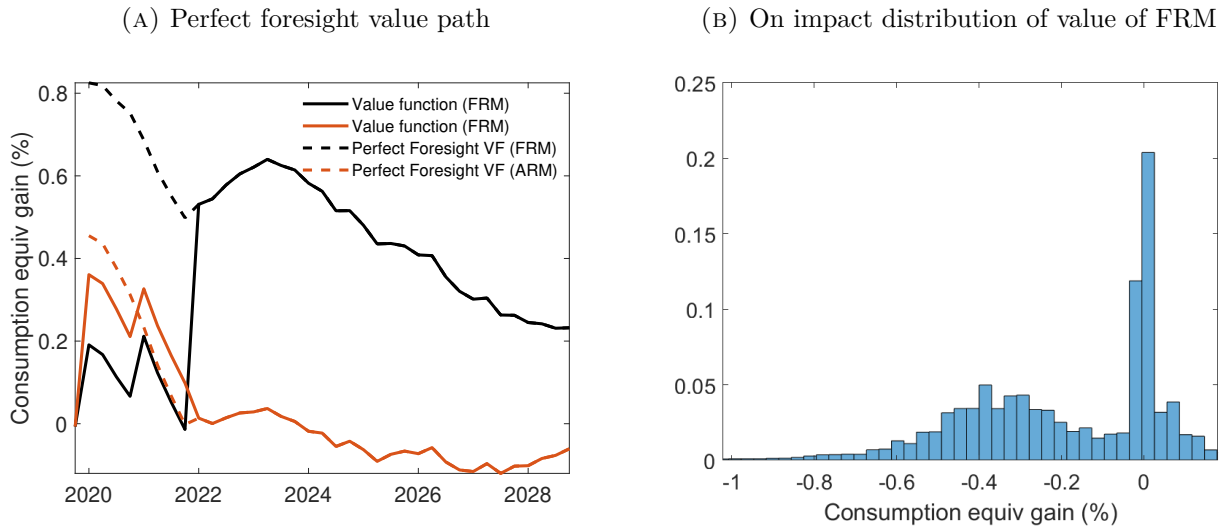 (A) Perfect foresight value path
(B) On impact distribution of value of FRM
Consumption equiv gain (%)
0.8
0.6
0.4
0.2
0
2020 2022 2024 2026 2028
Value function (FRM)
Value function (FRM)
Perfect Foresight VF (FRM)
Perfect Foresight VF (ARM)
0.25
0.2
0.15
0.1
0.05
0
-1 -0.8 -0.6 -0.4 -0.2 0
Consumption equiv gain (%)